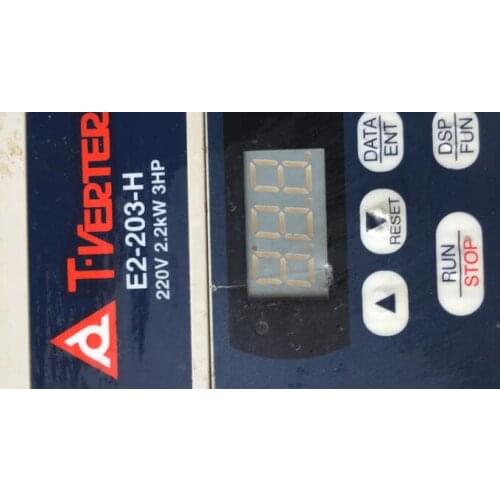 T-VERTER
E2-203-H
220V 2.2kW 3HP
DATA
ENT
DSP
FUN
RESET
RUN
STOP